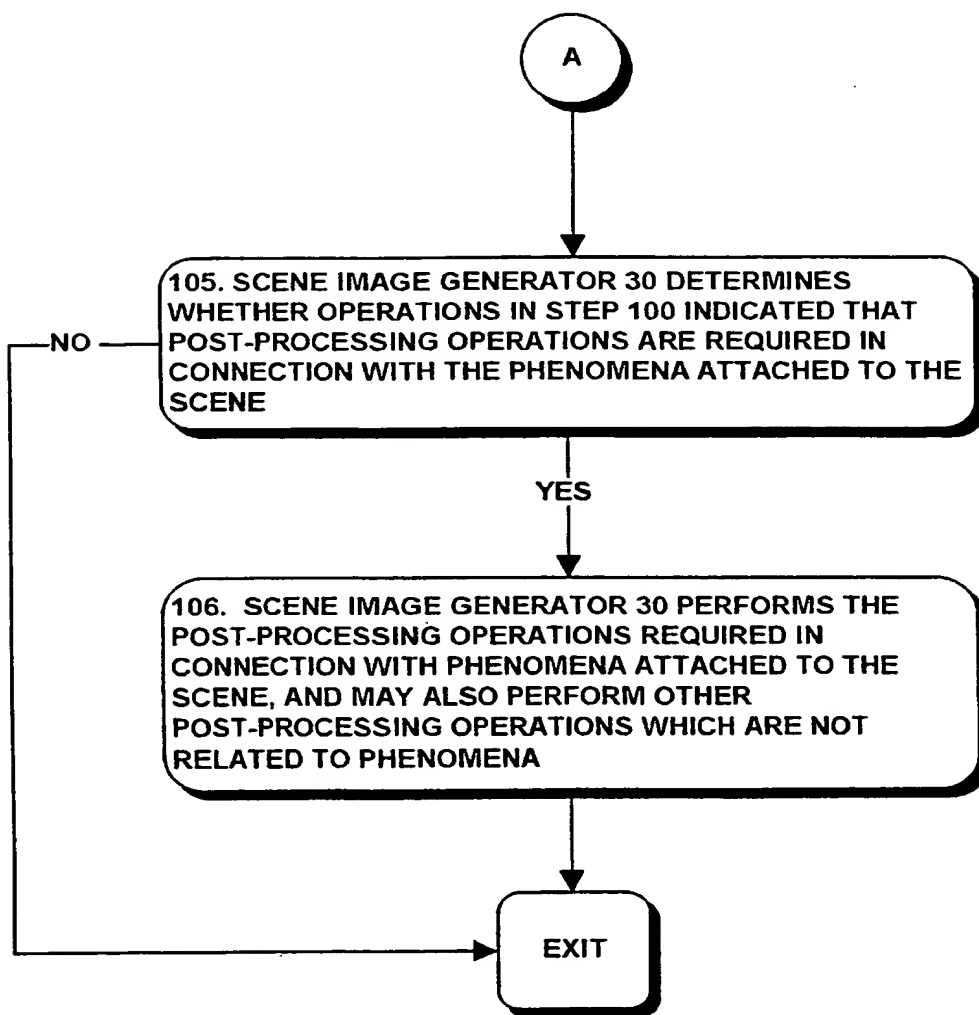 A
105. SCENE IMAGE GENERATOR 30 DETERMINES
WHETHER OPERATIONS IN STEP 100 INDICATED THAT
POST-PROCESSING OPERATIONS ARE REQUIRED IN
CONNECTION WITH THE PHENOMENA ATTACHED TO THE
SCENE
NO
YES
106. SCENE IMAGE GENERATOR 30 PERFORMS THE
POST-PROCESSING OPERATIONS REQUIRED IN
CONNECTION WITH PHENOMENA ATTACHED TO THE
SCENE, AND MAY ALSO PERFORM OTHER
POST-PROCESSING OPERATIONS WHICH ARE NOT
RELATED TO PHENOMENA
EXIT